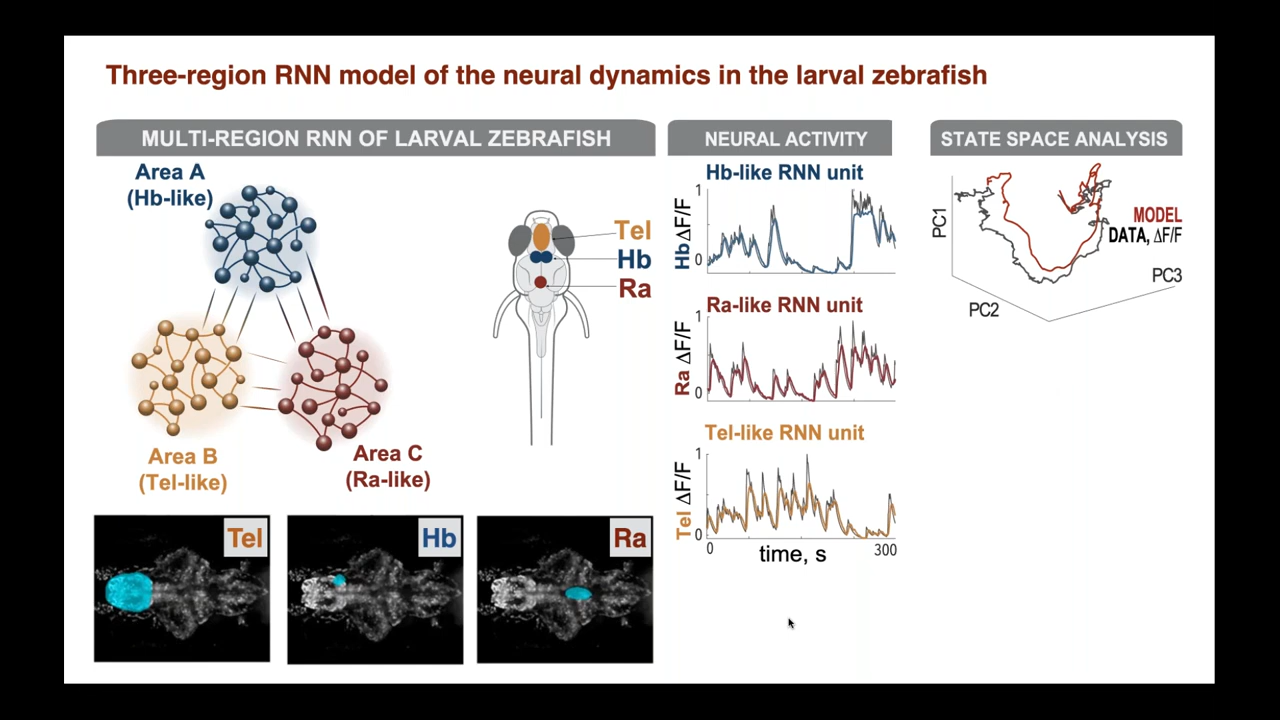 Three-region RNN model of the neural dynamics in the larval zebrafish
MULTI-REGION RNN OF LARVAL ZEBRAFISH
Area A
(Hb-like)
Area B
(Tel-like)
Area C
(Ra-like)
Tel
Hb
Ra
Tel
Hb
Ra
NEURAL ACTIVITY
Hb-like RNN unit
1
Hb ΔF/F
0
Ra-like RNN unit
1
Ra ΔF/F
0
Tel-like RNN unit
1
Tel ΔF/F
0
0
300
time, s
STATE SPACE ANALYSIS
PC1
MODEL
DATA, ΔF/F
PC3
PC2